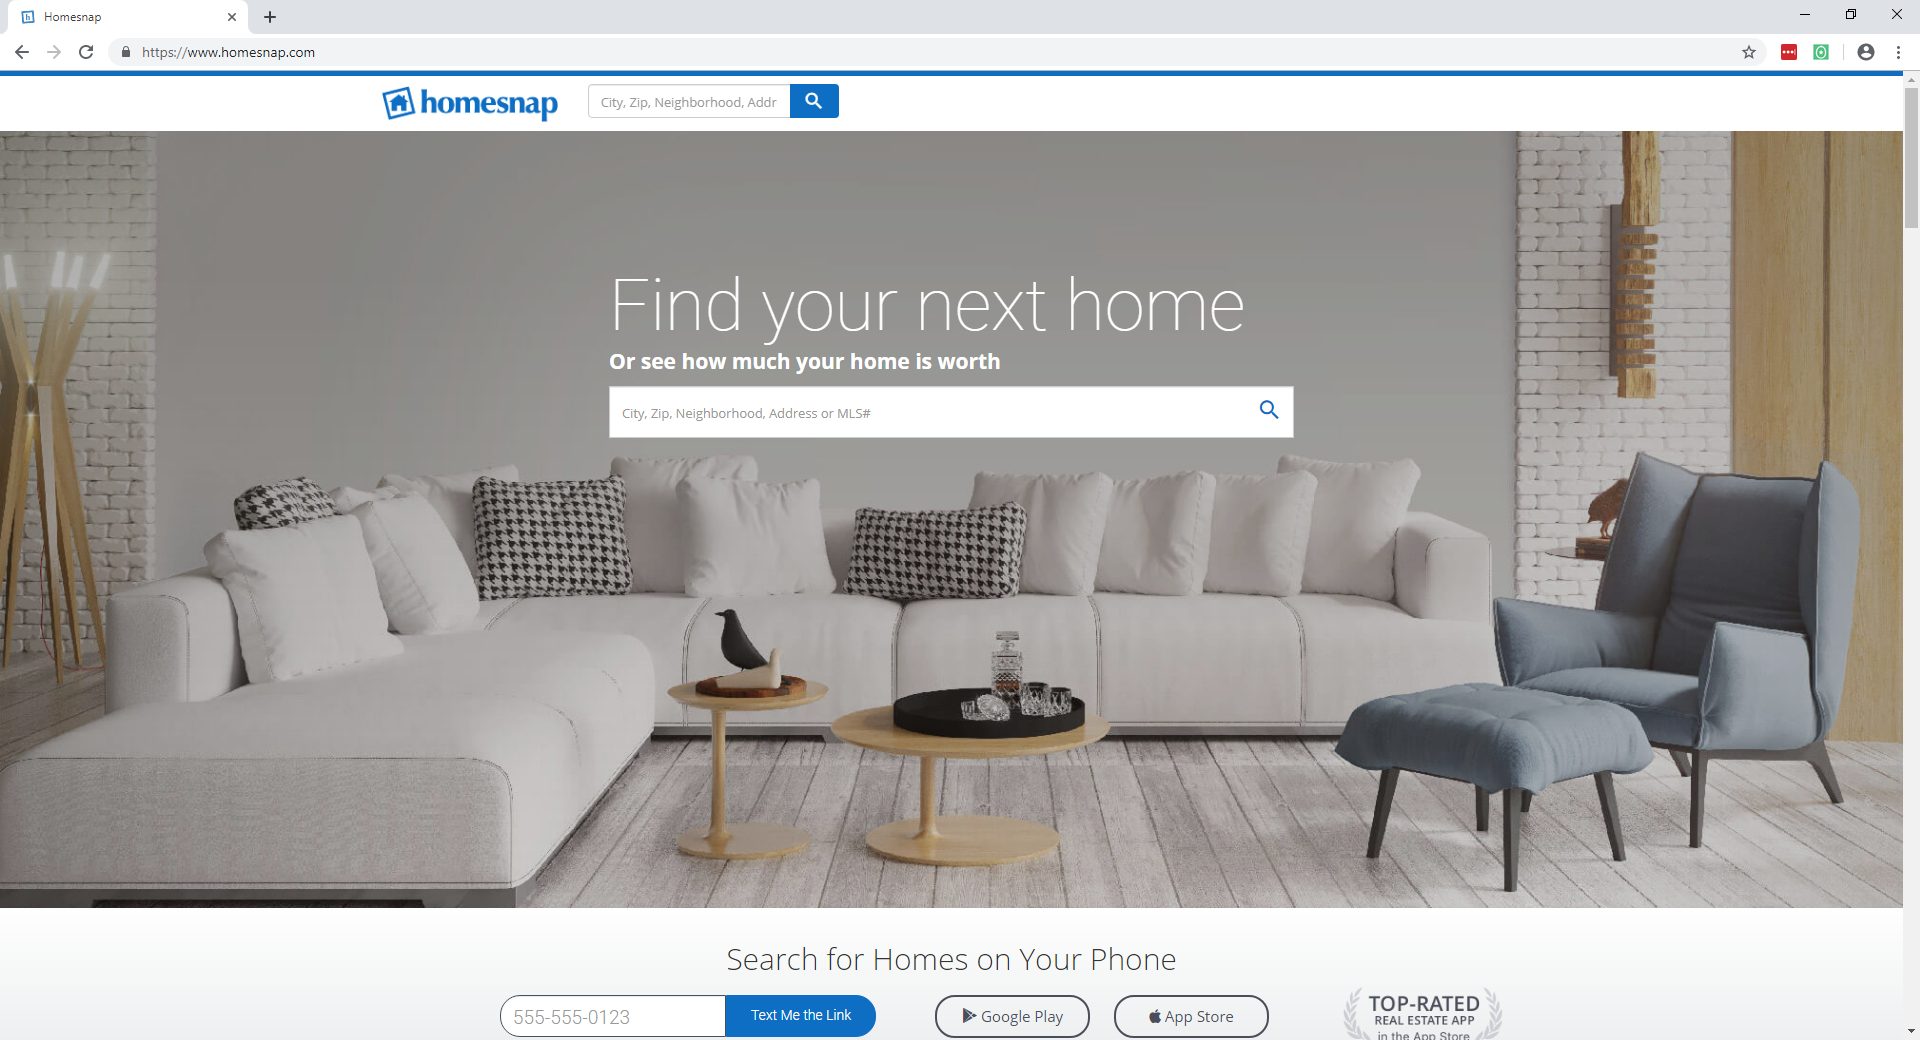 Homesnap
https://www.homesnap.com
homesnap
City, Zip, Neighborhood, Addr
Find your next home
Or see how much your home is worth
City, Zip, Neighborhood, Address or MLS#
Search for Homes on Your Phone
555-555-0123
Text Me the Link
Google Play
App Store
TOP-RATED
REAL ESTATE APP
in the App Store